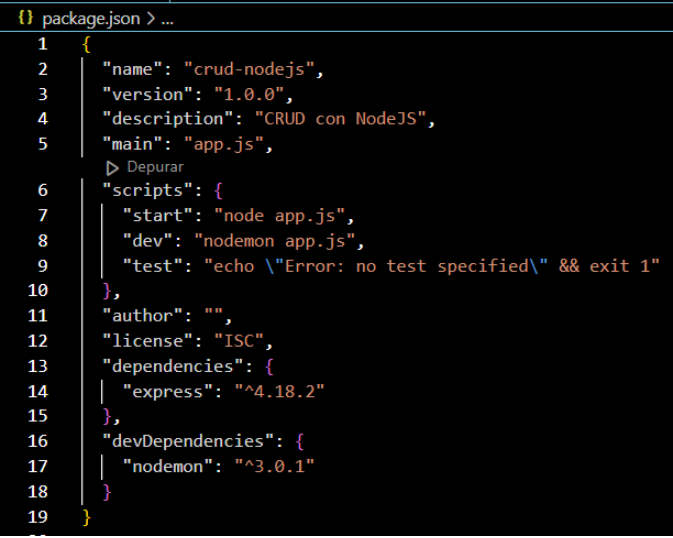 {} package.json > ...
1 {
2 "name": "crud-nodejs",
3 "version": "1.0.0",
4 "description": "CRUD con NodeJS",
5 "main": "app.js",
Depurar
6 "scripts": {
7 "start": "node app.js",
8 "dev": "nodemon app.js",
9 "test": "echo \"Error: no test specified\" && exit 1"
10 },
11 "author": "",
12 "license": "ISC",
13 "dependencies": {
14 "express": "^4.18.2"
15 },
16 "devDependencies": {
17 "nodemon": "^3.0.1"
18 }
19 }